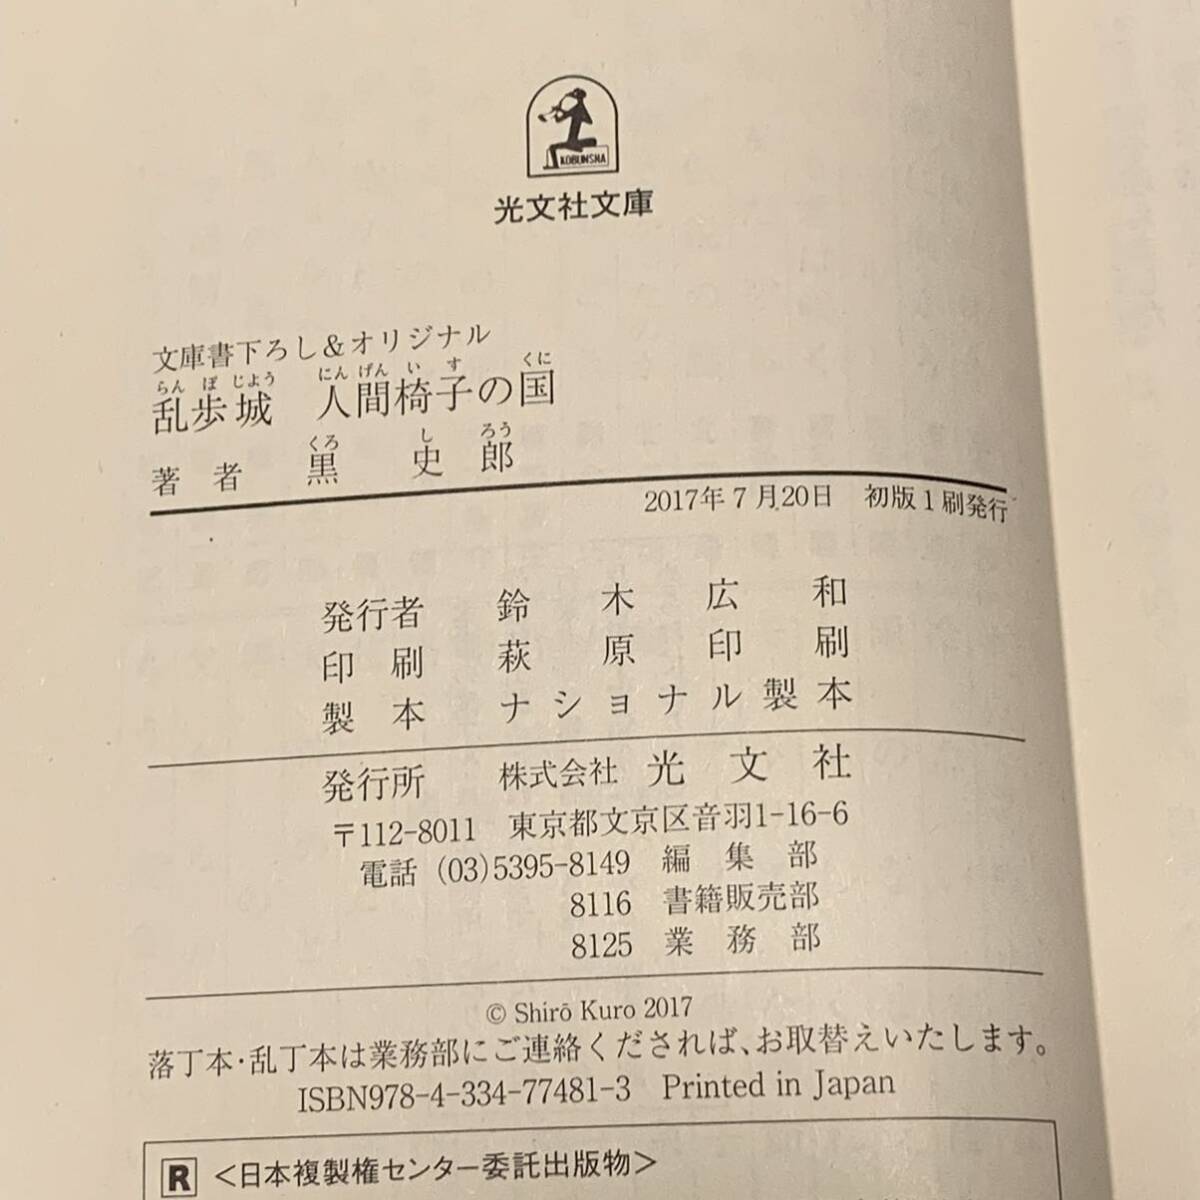 KOBUNSHA
光文社文庫
文庫書下ろし&オリジナル
らん ぽ じよう にん げん い す くに
乱歩城 人間椅子の国
くろ し ろう
著者 黒 史 郎
2017年7月20日 初版1刷発行
発行者 鈴木広和
印刷 萩原印刷
製本 ナショナル製本
発行所 株式会社 光文社
〒112-8011 東京都文京区音羽1-16-6
電話 (03)5395-8149 編集部
8116 書籍販売部
8125 業務部
© Shirō Kuro 2017
落丁本・乱丁本は業務部にご連絡くだされば、お取替えいたします。
ISBN978-4-334-77481-3 Printed in Japan
R <日本複製権センター委託出版物>